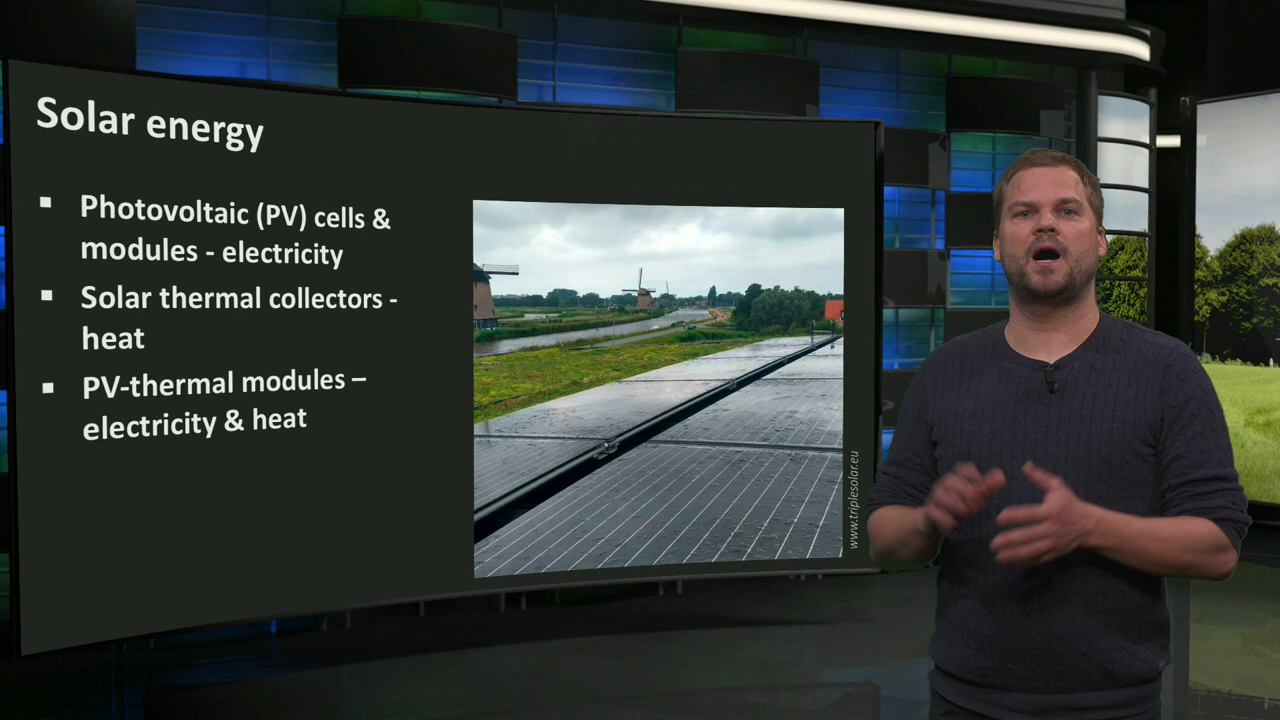 Solar energy
▪ Photovoltaic (PV) cells &
modules - electricity
▪ Solar thermal collectors -
heat
▪ PV-thermal modules –
electricity & heat
www.triplesolar.eu